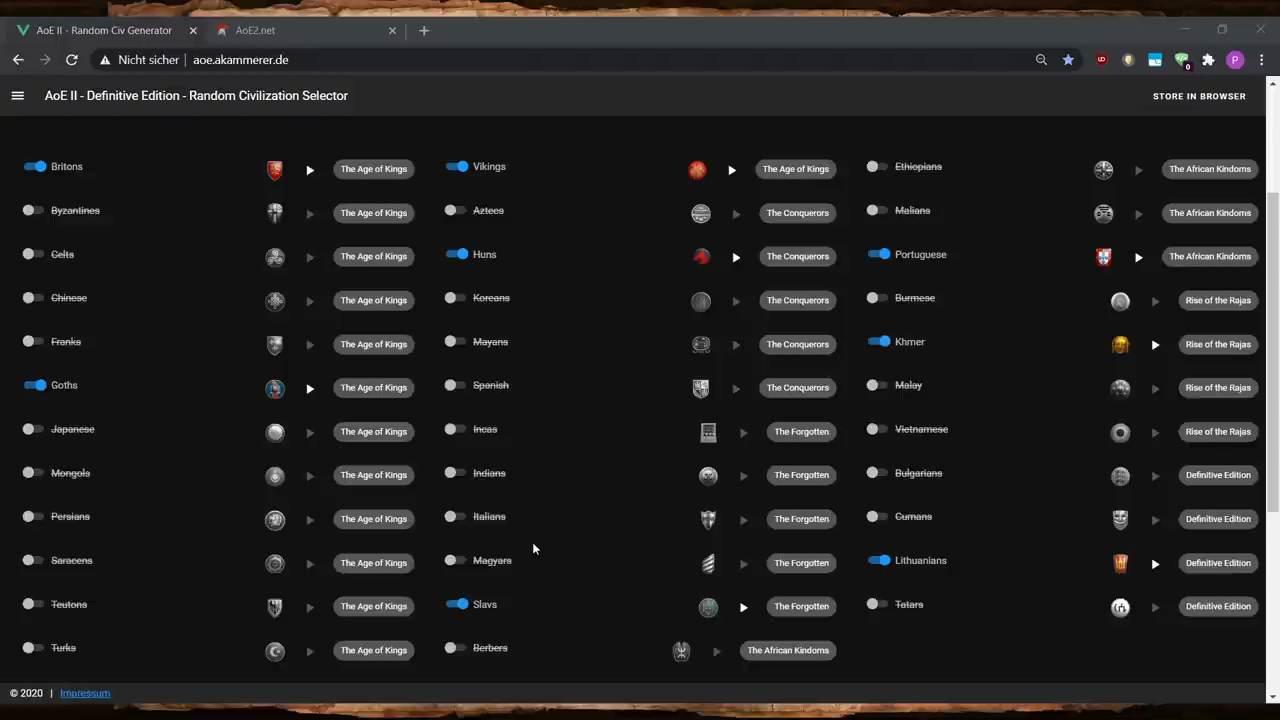 AoE II - Random Civ Generator
AoE2.net
Nicht sicher | aoe.akammerer.de
0
P
AoE II - Definitive Edition - Random Civilization Selector
STORE IN BROWSER
Britons The Age of Kings Vikings The Age of Kings Ethiopians The African Kindoms
Byzantines The Age of Kings Aztecs The Conquerors Malians The African Kindoms
Celts The Age of Kings Huns The Conquerors Portuguese The African Kindoms
Chinese The Age of Kings Koreans The Conquerors Burmese Rise of the Rajas
Franks The Age of Kings Mayans The Conquerors Khmer Rise of the Rajas
Goths The Age of Kings Spanish The Conquerors Malay Rise of the Rajas
Japanese The Age of Kings Incas The Forgotten Vietnamese Rise of the Rajas
Mongols The Age of Kings Indians The Forgotten Bulgarians Definitive Edition
Persians The Age of Kings Italians The Forgotten Cumans Definitive Edition
Saracens The Age of Kings Magyars The Forgotten Lithuanians Definitive Edition
Teutons The Age of Kings Slavs The Forgotten Tatars Definitive Edition
Turks The Age of Kings Berbers The African Kindoms
© 2020 | Impressum